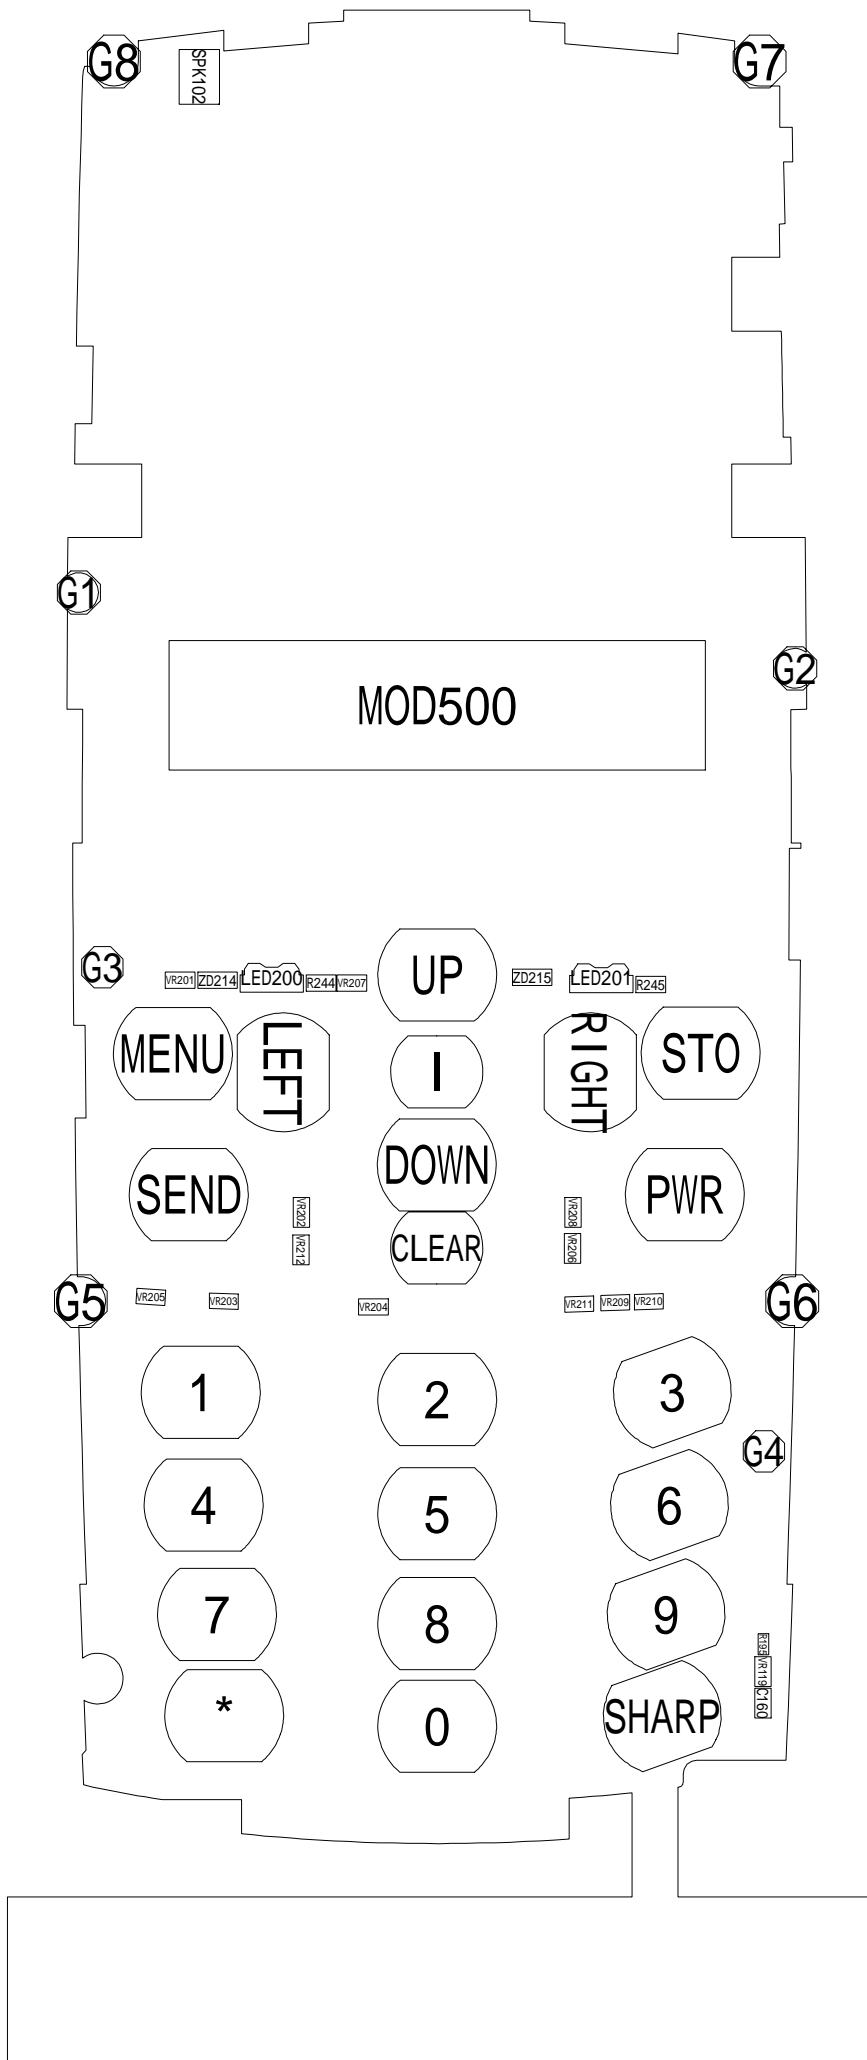 G8
SPK102
G7
G1
G2
MOD500
G3
VR201 ZD214 LED200 R244 VR207
UP
ZD215 LED201 R245
MENU
LEFT
I
RIGHT
STO
SEND
DOWN
PWR
VR202
VR208
CLEAR
VR212
VR206
G5
VR205
VR203
VR204
VR211 VR209 VR210
G6
1
2
3
G4
4
5
6
7
8
9
R195
VR119
C160
*
0
SHARP